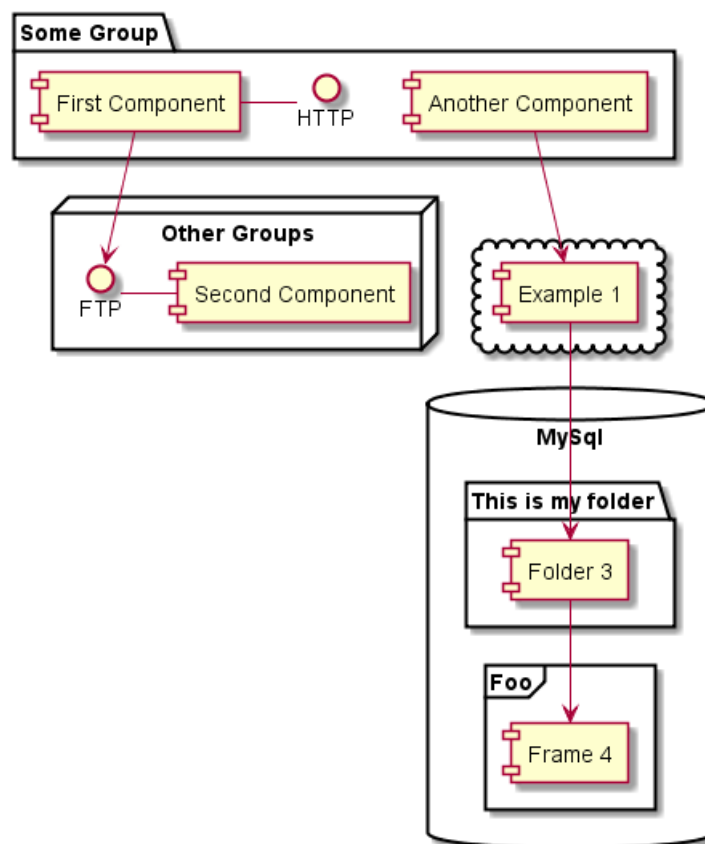 Some Group
First Component
HTTP
Another Component
Other Groups
FTP
Second Component
Example 1
MySql
This is my folder
Folder 3
Foo
Frame 4